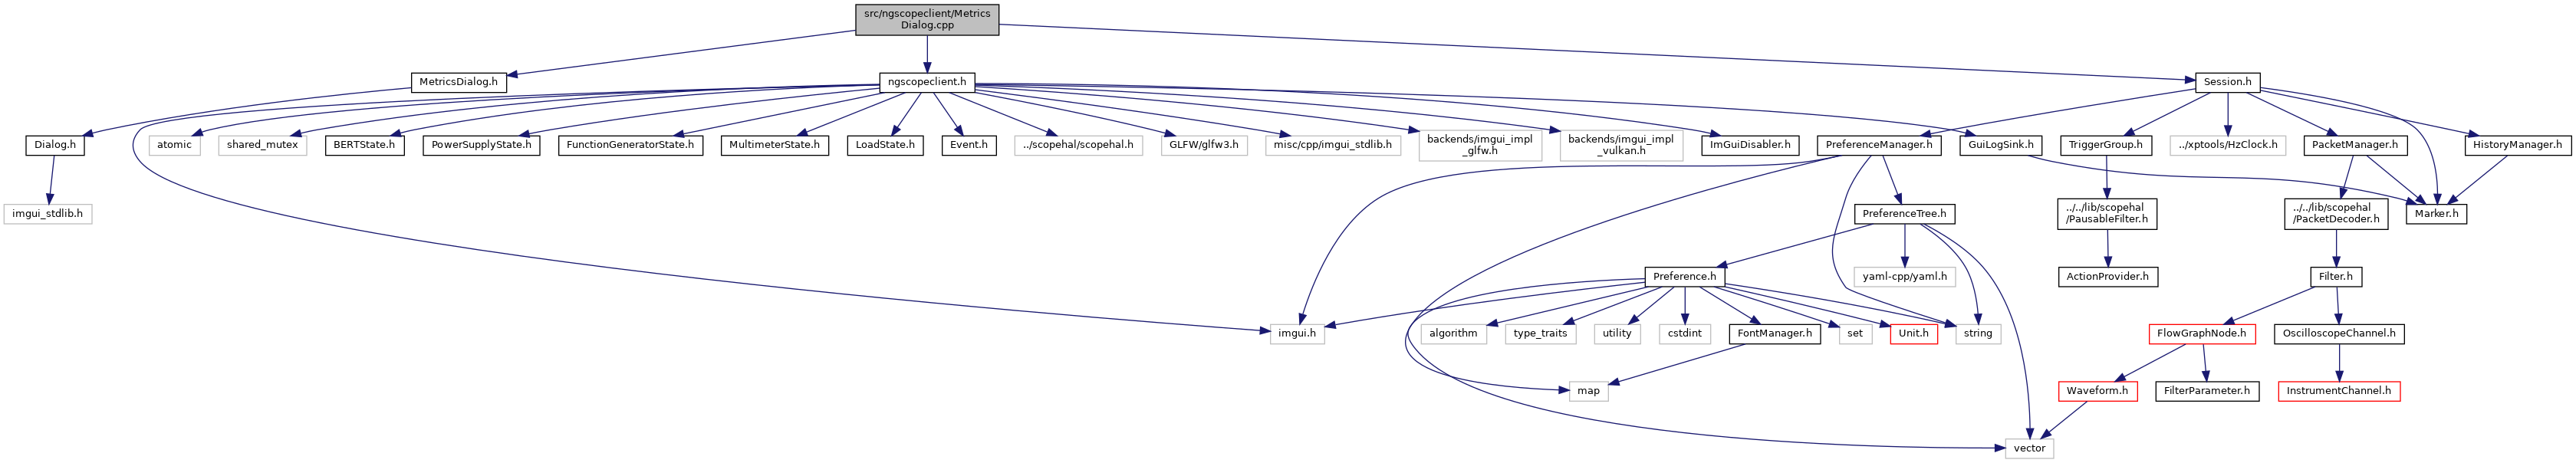 src/ngscopeclient/Metrics
Dialog.cpp
MetricsDialog.h
ngscopeclient.h
Session.h
Dialog.h
atomic
shared_mutex
BERTState.h
PowerSupplyState.h
FunctionGeneratorState.h
MultimeterState.h
LoadState.h
Event.h
../scopehal/scopehal.h
GLFW/glfw3.h
misc/cpp/imgui_stdlib.h
backends/imgui_impl
_glfw.h
backends/imgui_impl
_vulkan.h
ImGuiDisabler.h
PreferenceManager.h
GuiLogSink.h
TriggerGroup.h
../xptools/HzClock.h
PacketManager.h
HistoryManager.h
imgui_stdlib.h
PreferenceTree.h
../../lib/scopehal
/PausableFilter.h
../../lib/scopehal
/PacketDecoder.h
Marker.h
Preference.h
yaml-cpp/yaml.h
ActionProvider.h
Filter.h
imgui.h
algorithm
type_traits
utility
cstdint
FontManager.h
set
Unit.h
string
FlowGraphNode.h
OscilloscopeChannel.h
map
Waveform.h
FilterParameter.h
InstrumentChannel.h
vector